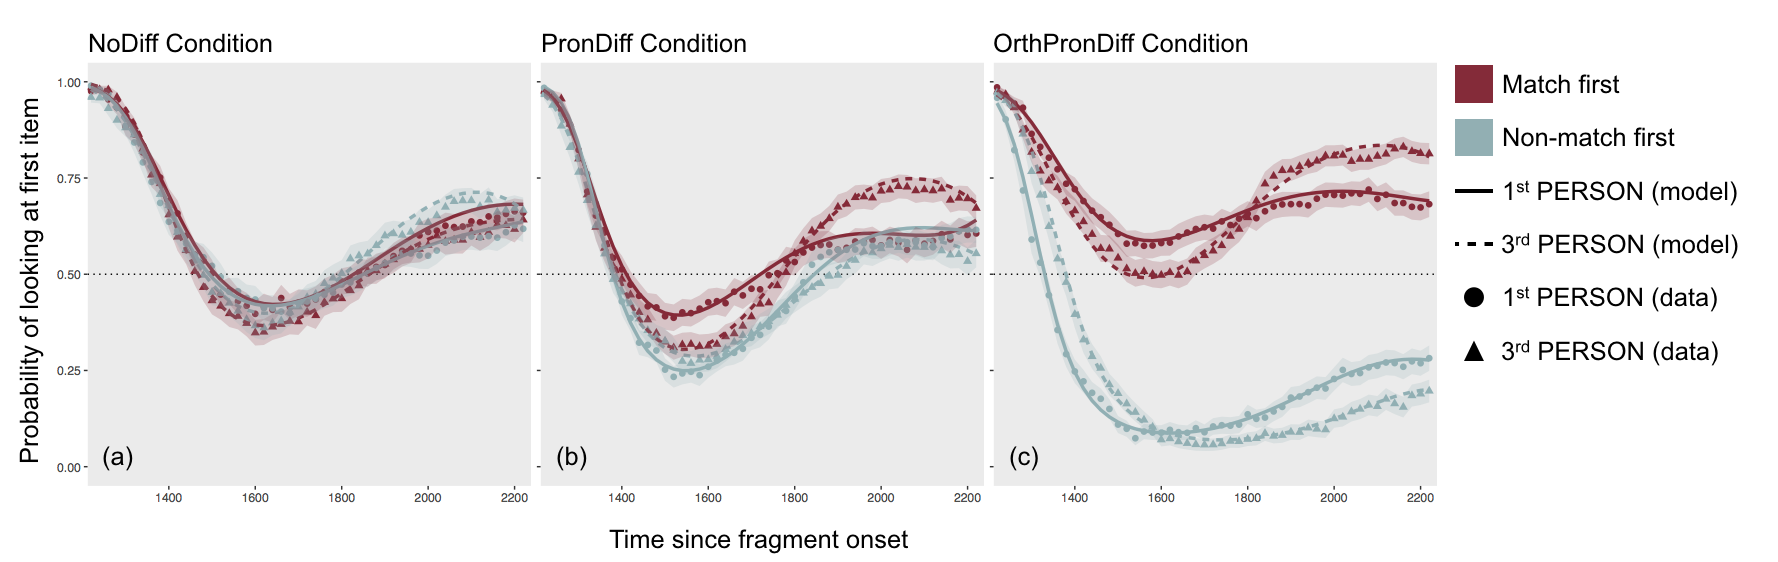 NoDiff Condition
PronDiff Condition
OrthPronDiff Condition
Probability of looking at first item
1.00
0.75
0.50
0.25
0.00
(a)
(b)
(c)
1400 1600 1800 2000 2200
1400 1600 1800 2000 2200
1400 1600 1800 2000 2200
Time since fragment onset
Match first
Non-match first
1st PERSON (model)
3rd PERSON (model)
1st PERSON (data)
3rd PERSON (data)